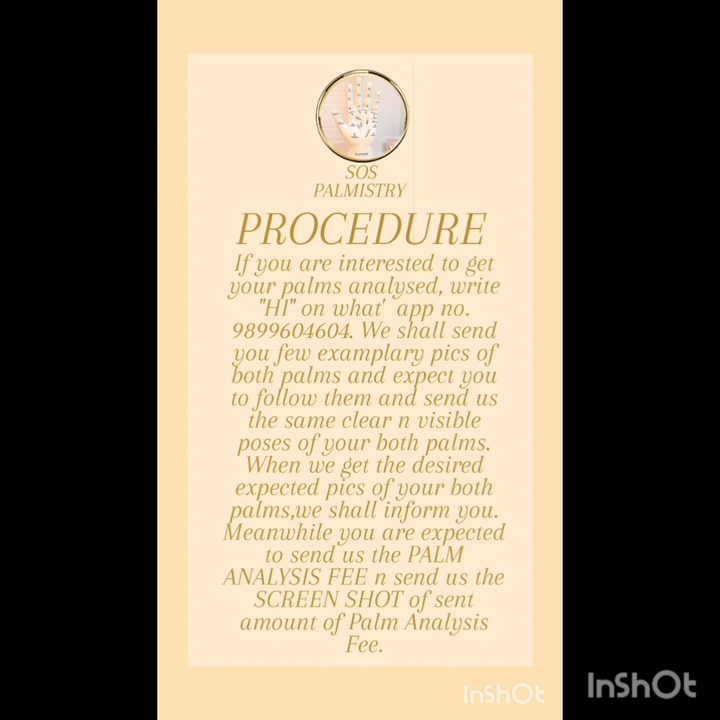 SOS
PALMISTRY
PROCEDURE
If you are interested to get
your palms analysed, write
"HI" on what'  app no.
9899604604. We shall send
you few examplary pics of
both palms and expect you
to follow them and send us
the same clear n visible
poses of your both palms.
When we get the desired
expected pics of your both
palms,we shall inform you.
Meanwhile you are expected
to send us the PALM
ANALYSIS FEE n send us the
SCREEN SHOT of sent
amount of Palm Analysis
Fee.
InShOt
InShOt